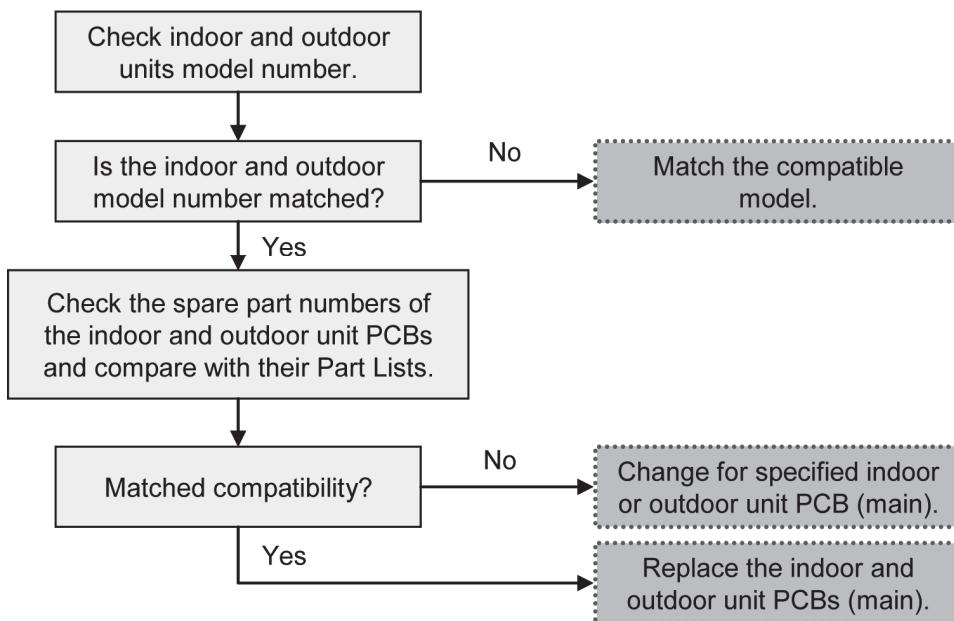 Check indoor and outdoor
units model number.
Is the indoor and outdoor
model number matched?
No
Match the compatible
model.
Yes
Check the spare part numbers of
the indoor and outdoor unit PCBs
and compare with their Part Lists.
Matched compatibility?
No
Change for specified indoor
or outdoor unit PCB (main).
Yes
Replace the indoor and
outdoor unit PCBs (main).